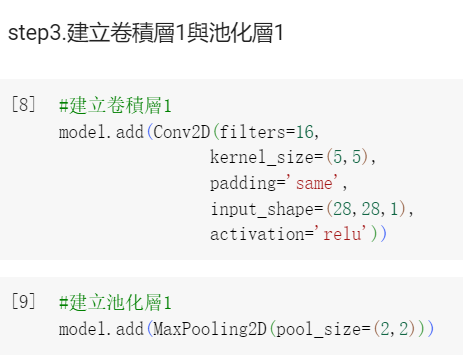 step3.建立卷積層1與池化層1
[8] #建立卷積層1
model.add(Conv2D(filters=16,
kernel_size=(5,5),
padding='same',
input_shape=(28,28,1),
activation='relu'))
[9] #建立池化層1
model.add(MaxPooling2D(pool_size=(2,2)))